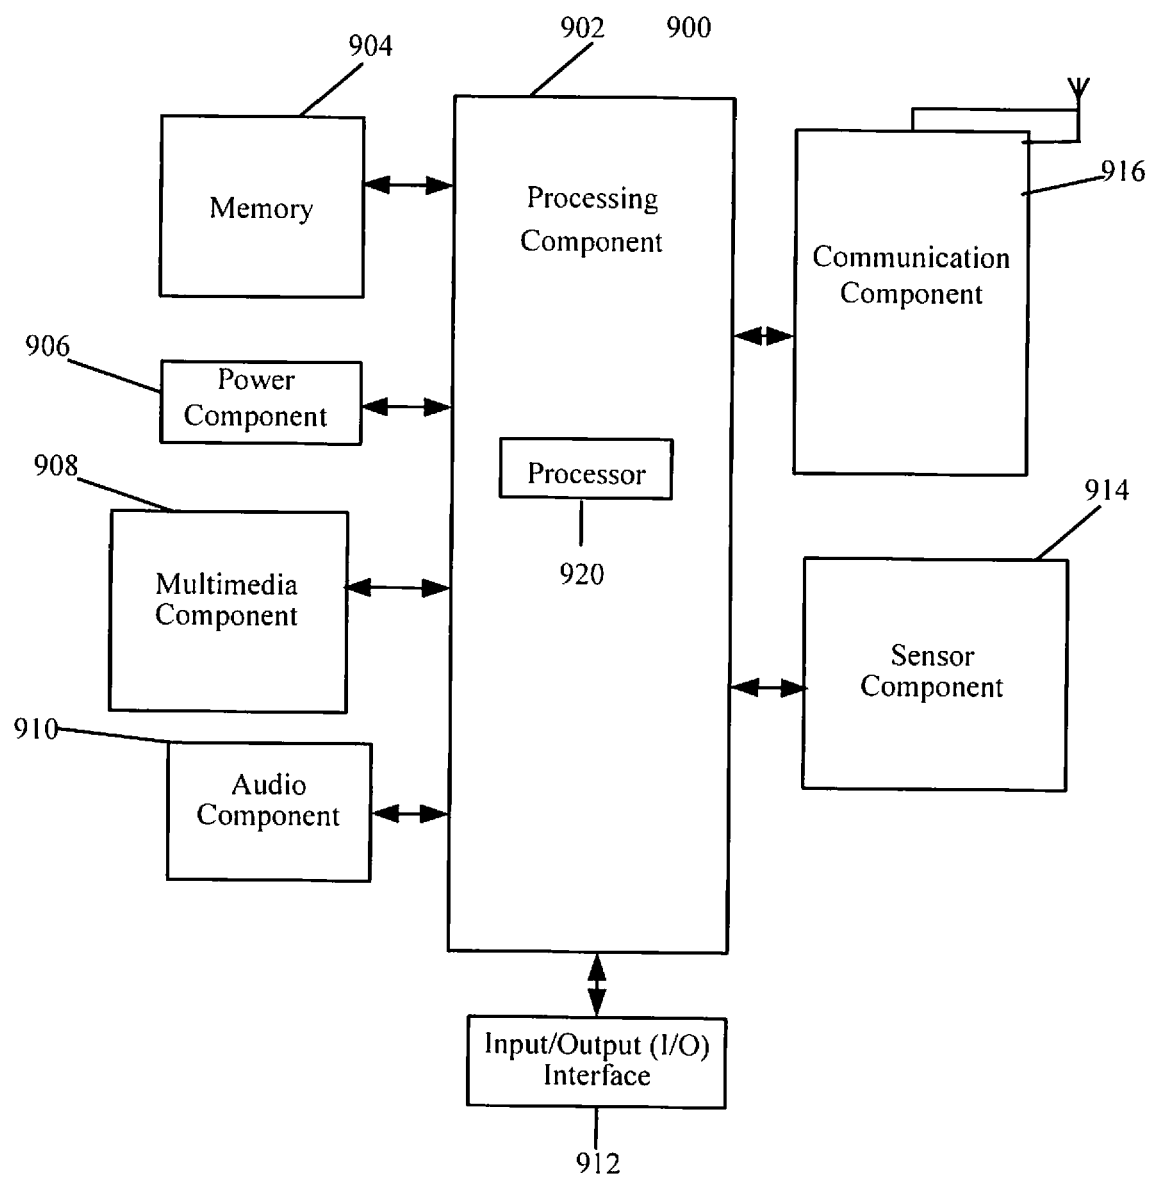 902 900
904
Memory
Processing
Component
916
Communication
Component
906
Power
Component
908
Processor
920
914
Multimedia
Component
Sensor
Component
910
Audio
Component
Input/Output (I/O)
Interface
912